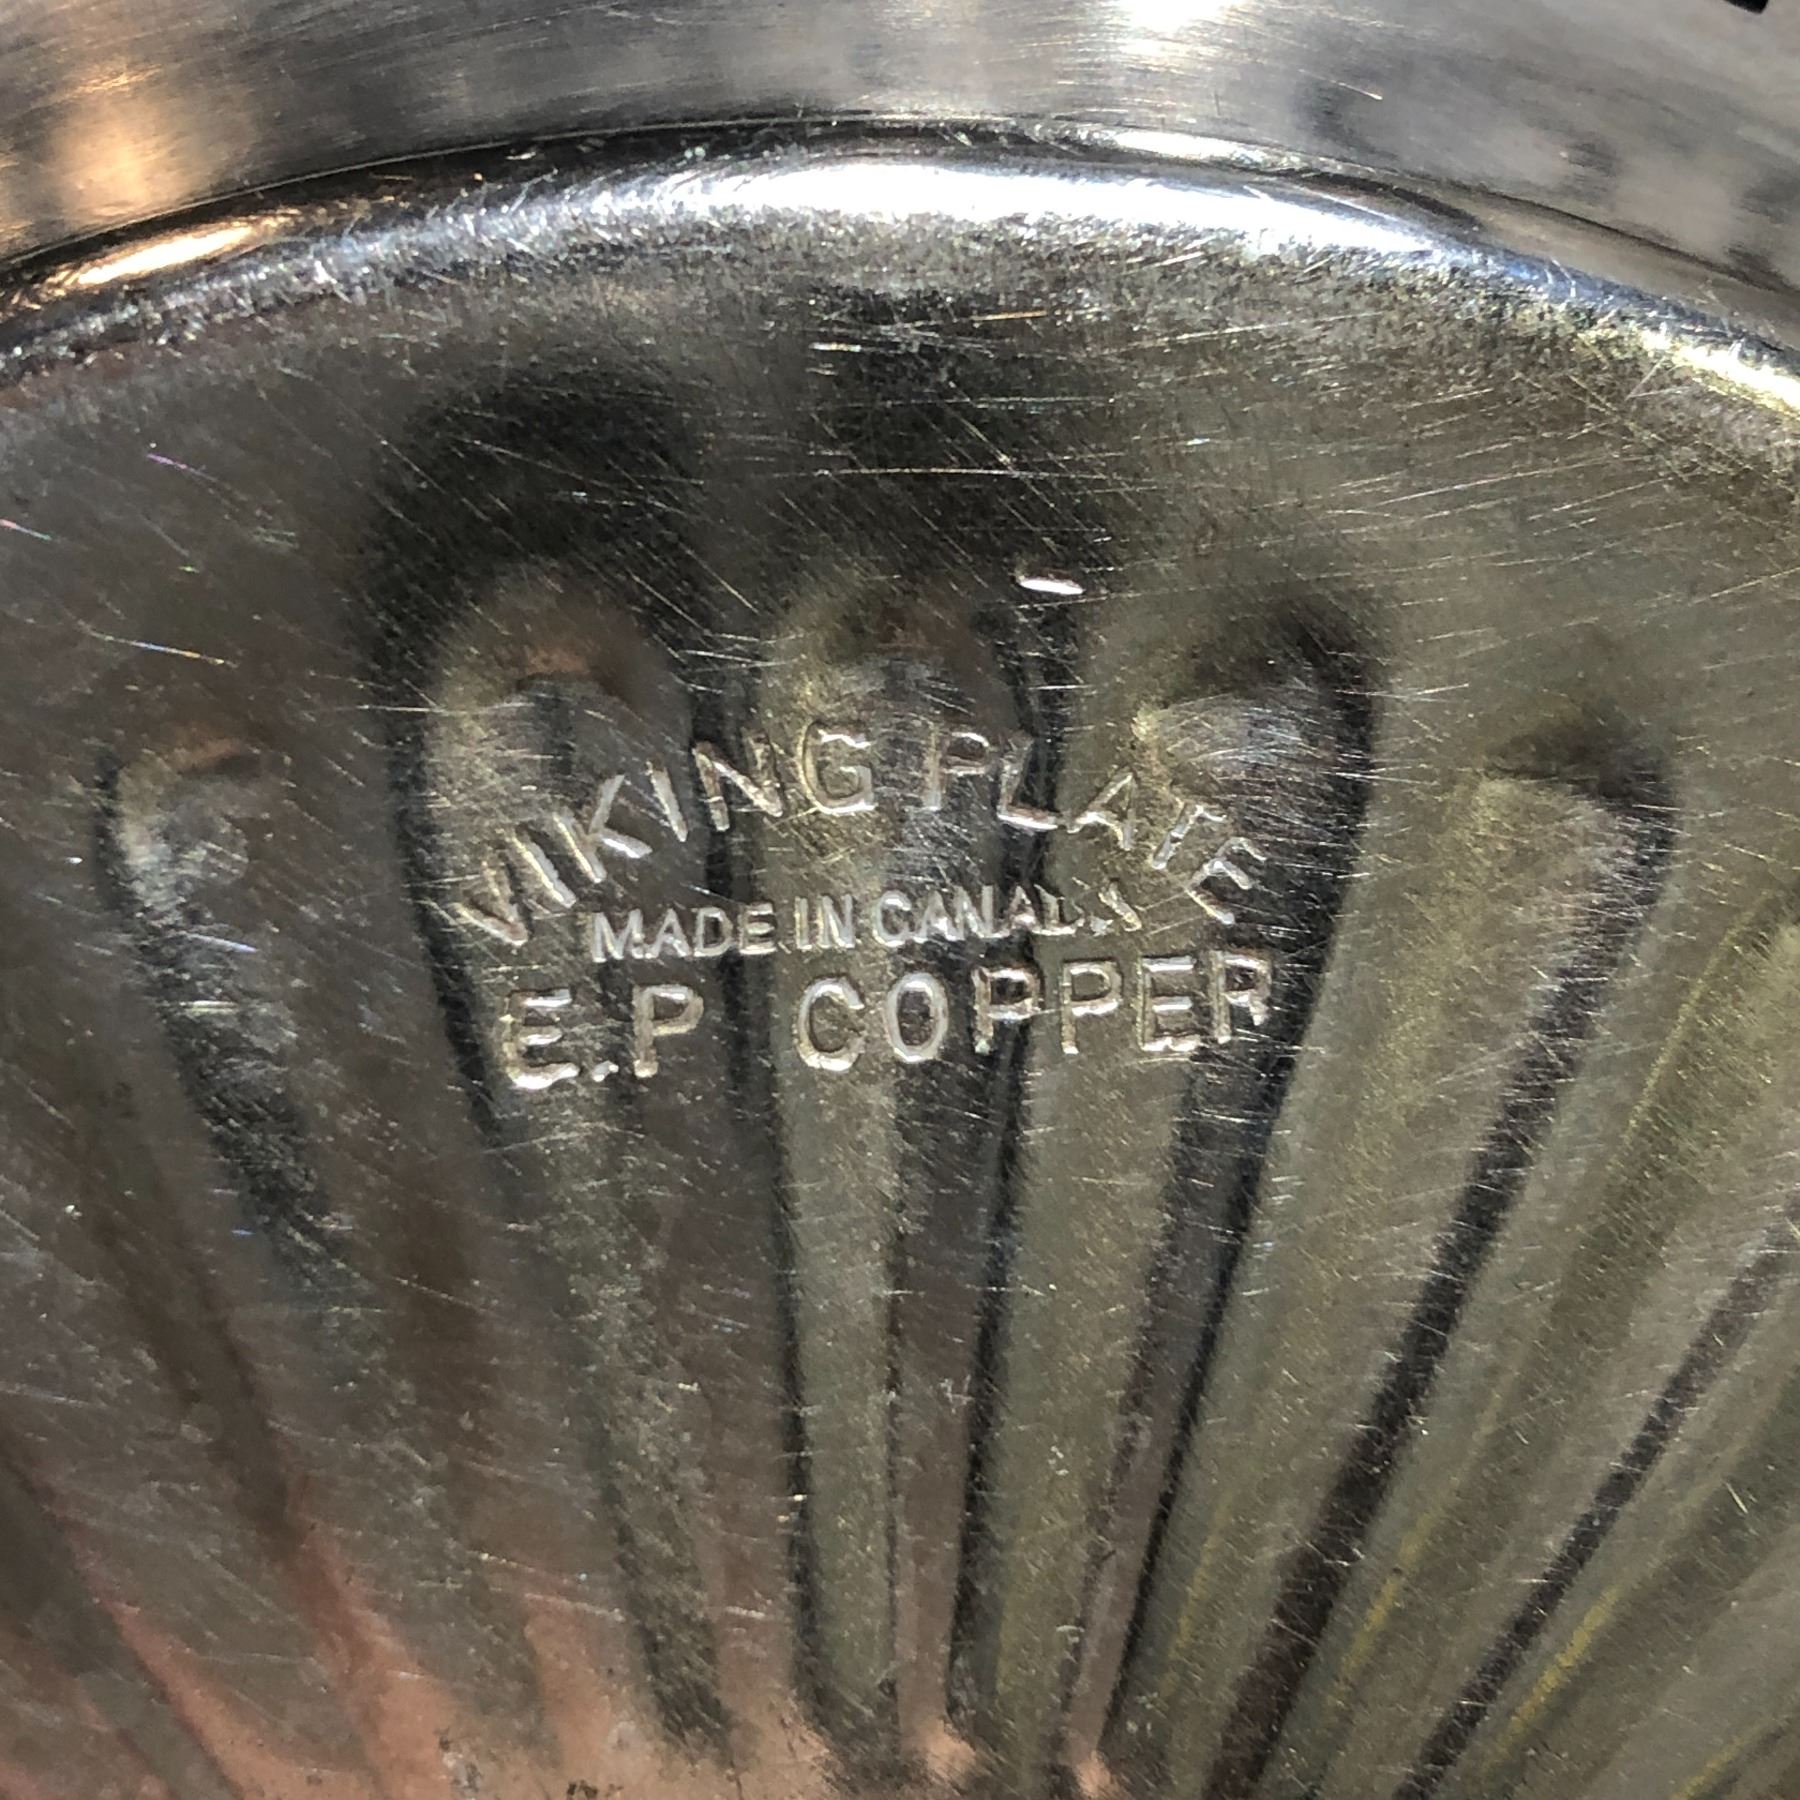 VIKING PLATE
MADE IN CANADA
E.P COPPER